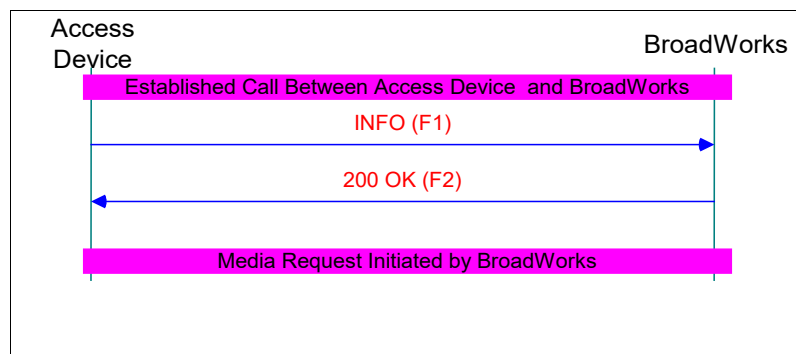 Access
Device
BroadWorks
Established Call Between Access Device and BroadWorks
INFO (F1)
200 OK (F2)
Media Request Initiated by BroadWorks